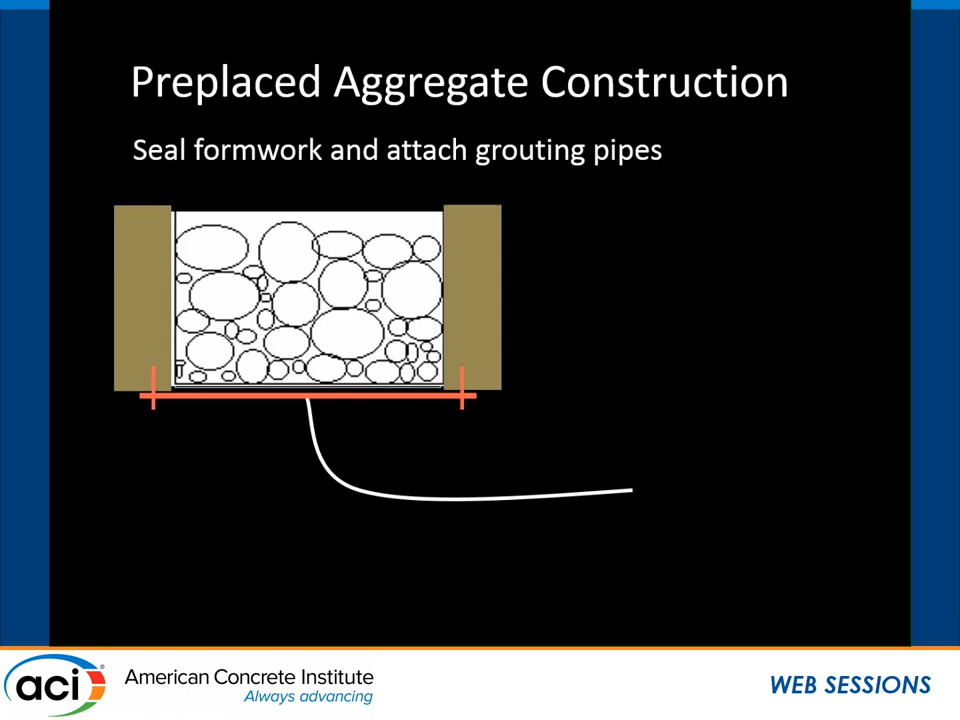 Preplaced Aggregate Construction
Seal formwork and attach grouting pipes
aci
®
American Concrete Institute
Always advancing
WEB SESSIONS